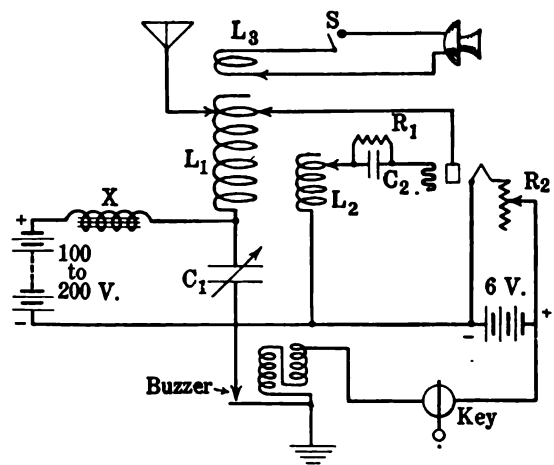 S
L3
R1
L1
C2.
L2
R2
X
+
100
to
200 V.
-
C1
6 V.
-
+
Buzzer
Key